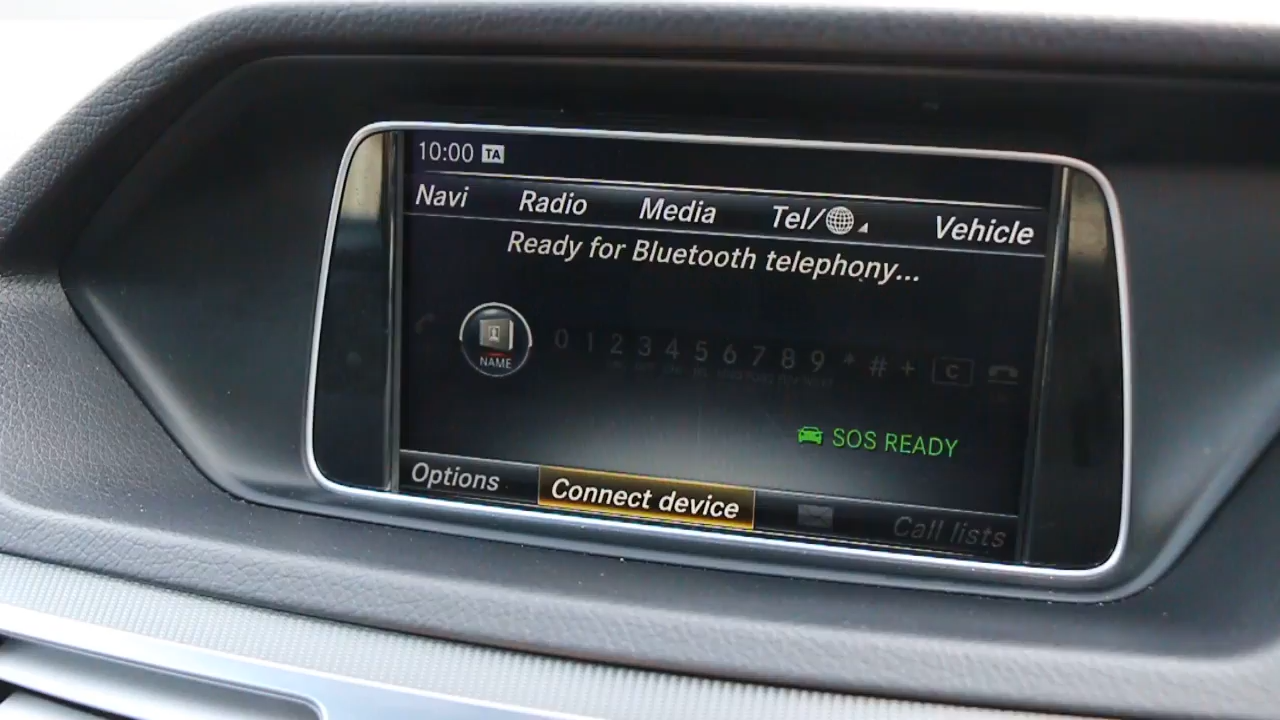 10:00 TA
Navi Radio Media Tel/ Vehicle
Ready for Bluetooth telephony...
NAME 0 1 2 3 4 5 6 7 8 9 * # + C
SOS READY
Options Connect device Call lists